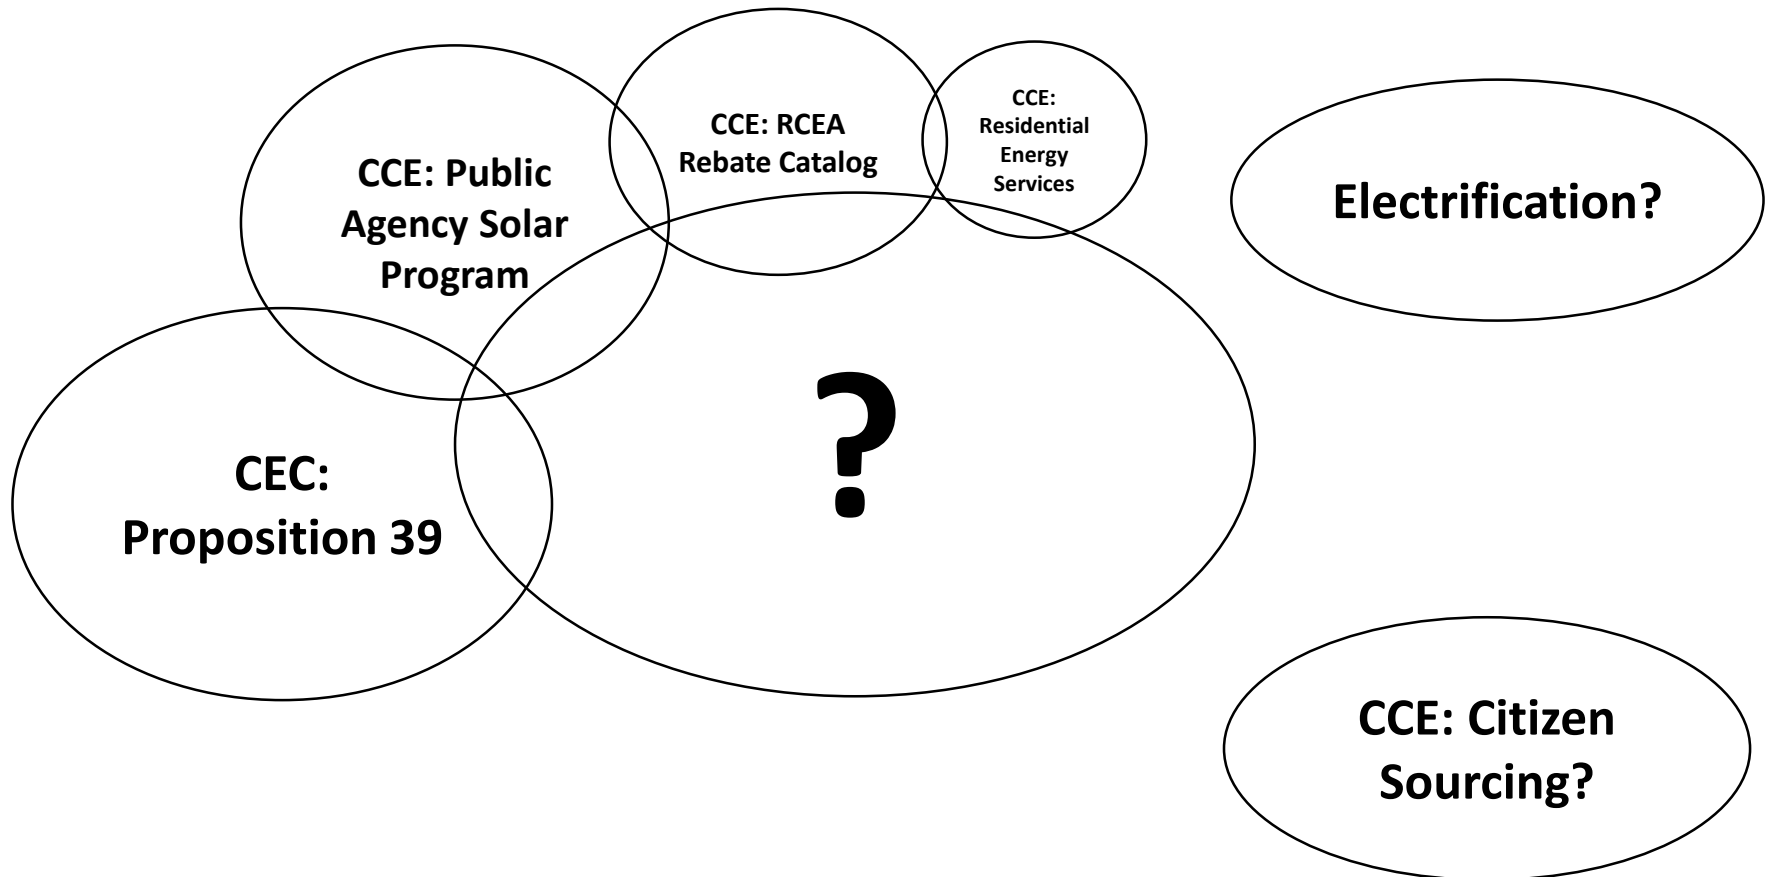 CCE: Public
Agency Solar
Program
CCE: RCEA
Rebate Catalog
CCE:
Residential
Energy
Services
Electrification?
CEC:
Proposition 39
?
CCE: Citizen
Sourcing?